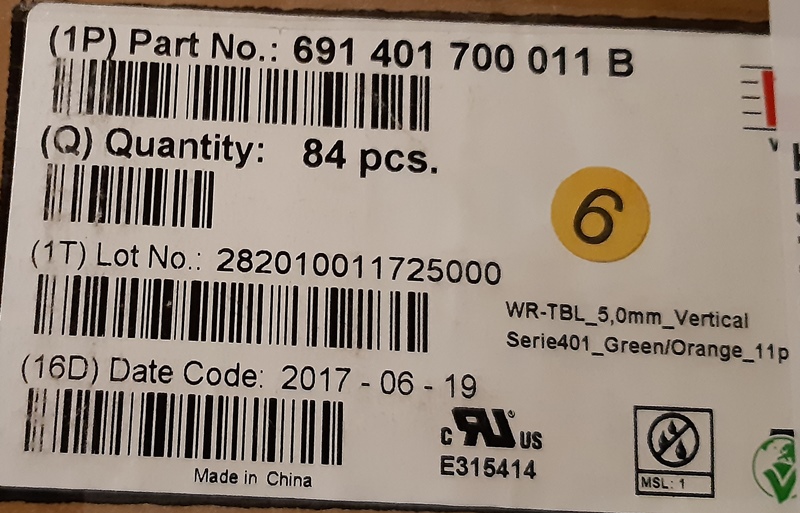 (1P) Part No.: 691 401 700 011 B
(Q) Quantity: 84 pcs.
6
(1T) Lot No.: 282010011725000
WR-TBL_5,0mm_Vertical
Serie401_Green/Orange_11p
(16D) Date Code: 2017 - 06 - 19
c RU ® US
E315414
MSL: 1
Made in China